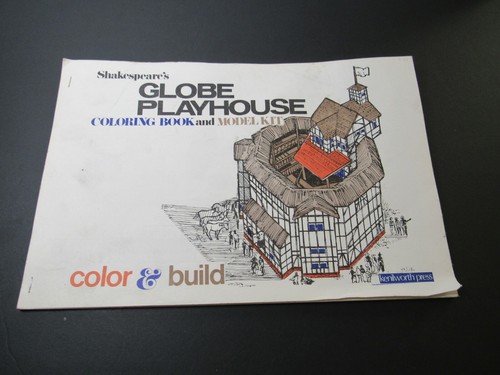 Shakespeare's
GLOBE
PLAYHOUSE
COLORING BOOK and MODEL KIT
color & build
kenilworth press